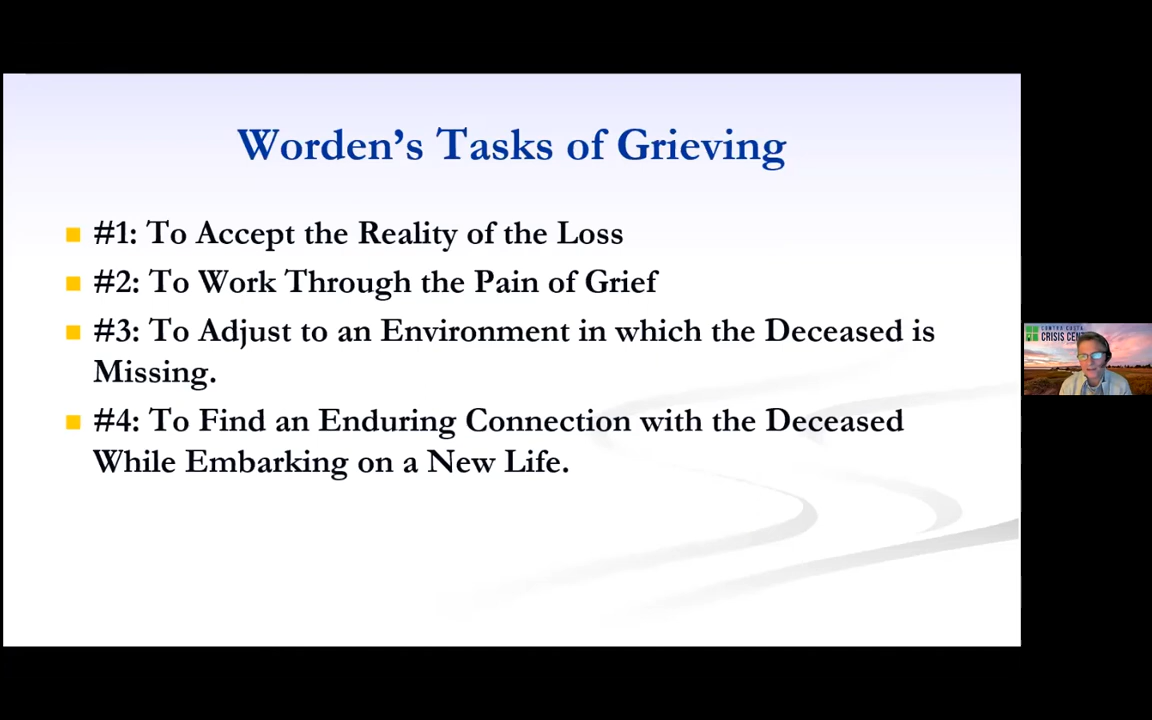 Worden’s Tasks of Grieving
#1: To Accept the Reality of the Loss
#2: To Work Through the Pain of Grief
#3: To Adjust to an Environment in which the Deceased is
Missing.
#4: To Find an Enduring Connection with the Deceased
While Embarking on a New Life.
CONTRA COSTA
CRISIS CEN